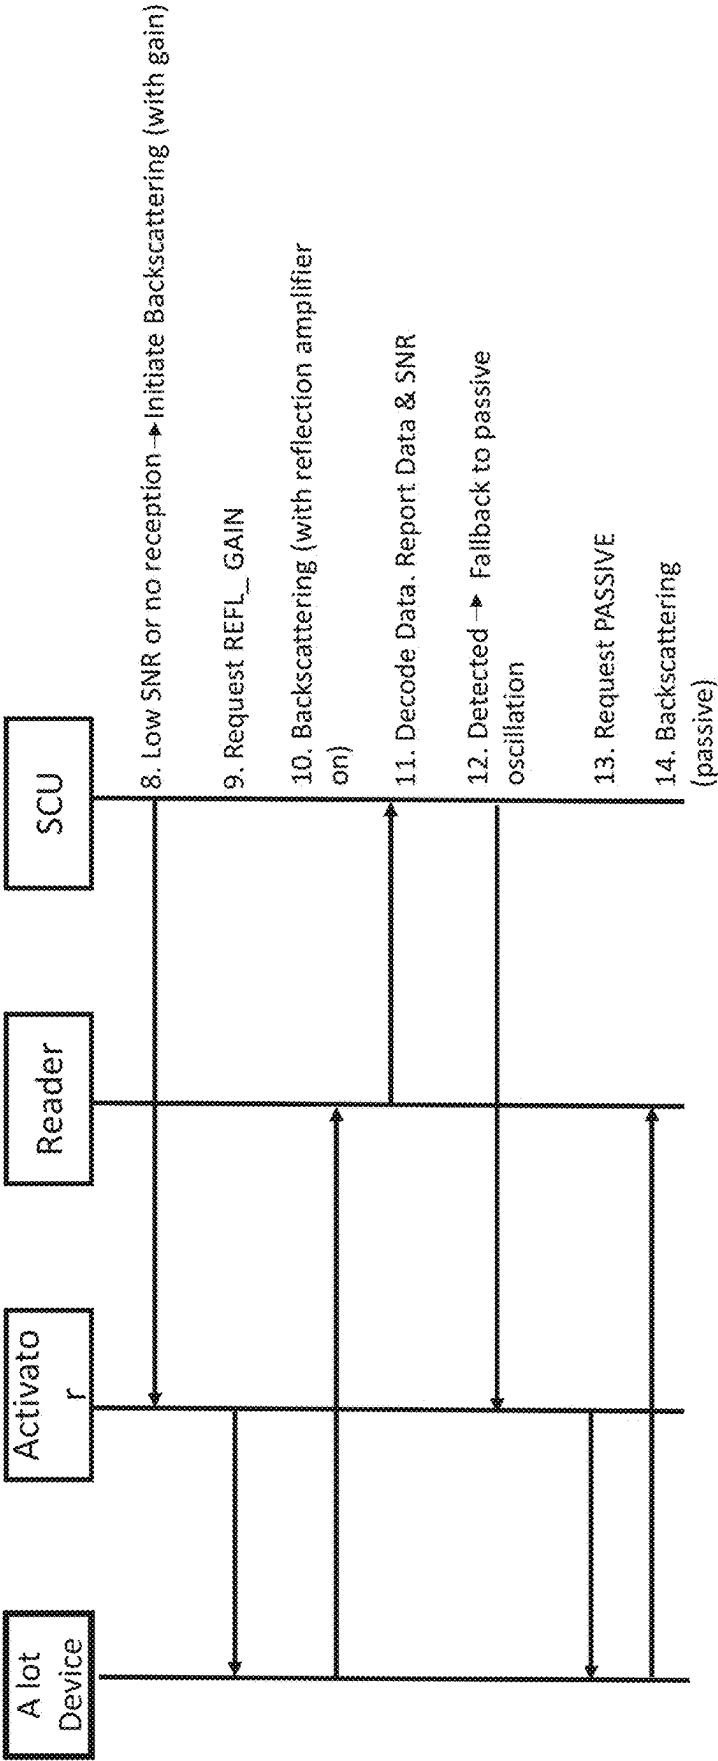 A Iot
Device
Activato
r
Reader
SCU
8. Low SNR or no reception → Initiate Backscattering (with gain)
9. Request REFL_ GAIN
10. Backscattering (with reflection amplifier
on)
11. Decode Data. Report Data & SNR
12. Detected → Fallback to passive
oscillation
13. Request PASSIVE
14. Backscattering
(passive)